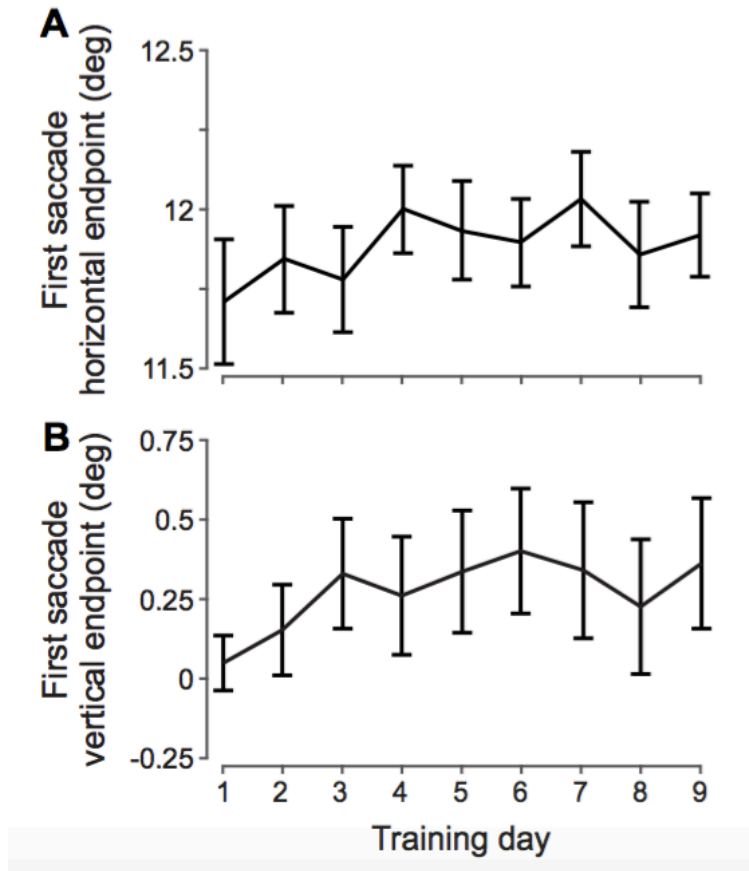 A
First saccade
horizontal endpoint (deg)
12.5
12
11.5
B
First saccade
vertical endpoint (deg)
0.75
0.5
0.25
0
-0.25
1 2 3 4 5 6 7 8 9
Training day